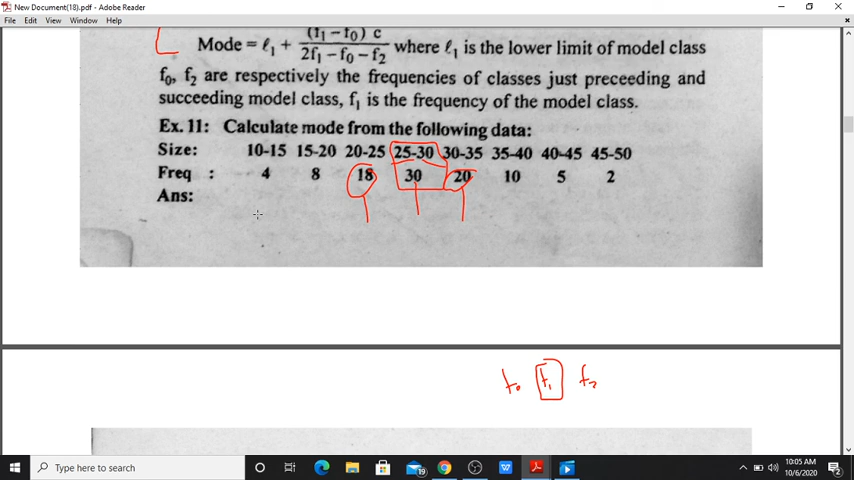 New Document(18).pdf - Adobe Reader
File Edit View Window Help
(f₁ – f₀) c
Mode = ℓ₁ + 
2f₁ – f₀ – f₂
where ℓ₁ is the lower limit of model class
f₀, f₂ are respectively the frequencies of classes just preceeding and
succeeding model class, f₁ is the frequency of the model class.
Ex. 11: Calculate mode from the following data:
Size: 10-15 15-20 20-25 25-30 30-35 35-40 40-45 45-50
Freq : 4 8 18 30 20 10 5 2
Ans:
f₀ f₁ f₂
Type here to search
19
10:05 AM
10/6/2020
2